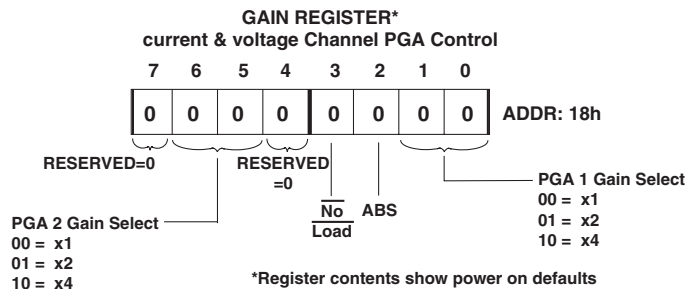 GAIN REGISTER*
current & voltage Channel PGA Control
7 6 5 4 3 2 1 0
0 0 0 0 0 0 0 0 ADDR: 18h
RESERVED=0
RESERVED
=0
No
Load
ABS
PGA 1 Gain Select
00 = x1
01 = x2
10 = x4
PGA 2 Gain Select
00 = x1
01 = x2
10 = x4
*Register contents show power on defaults